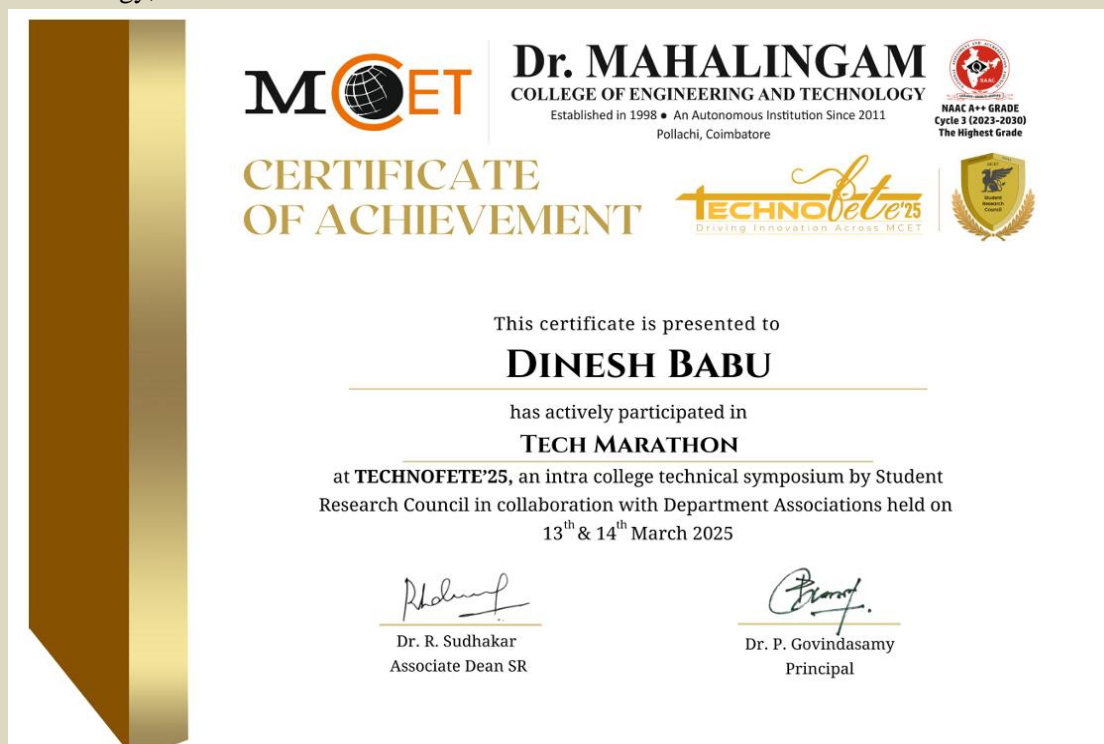 MCET
Dr. MAHALINGAM
COLLEGE OF ENGINEERING AND TECHNOLOGY
Established in 1998 ● An Autonomous Institution Since 2011
Pollachi, Coimbatore
NAAC
NAAC A++ GRADE
Cycle 3 (2023-2030)
The Highest Grade
CERTIFICATE
OF ACHIEVEMENT
TECHNOfete'25
Driving Innovation Across MCET
Student
Research
Council
This certificate is presented to
DINESH BABU
has actively participated in
TECH MARATHON
at TECHNOFETE'25, an intra college technical symposium by Student
Research Council in collaboration with Department Associations held on
13th & 14th March 2025
Dr. R. Sudhakar
Associate Dean SR
Dr. P. Govindasamy
Principal